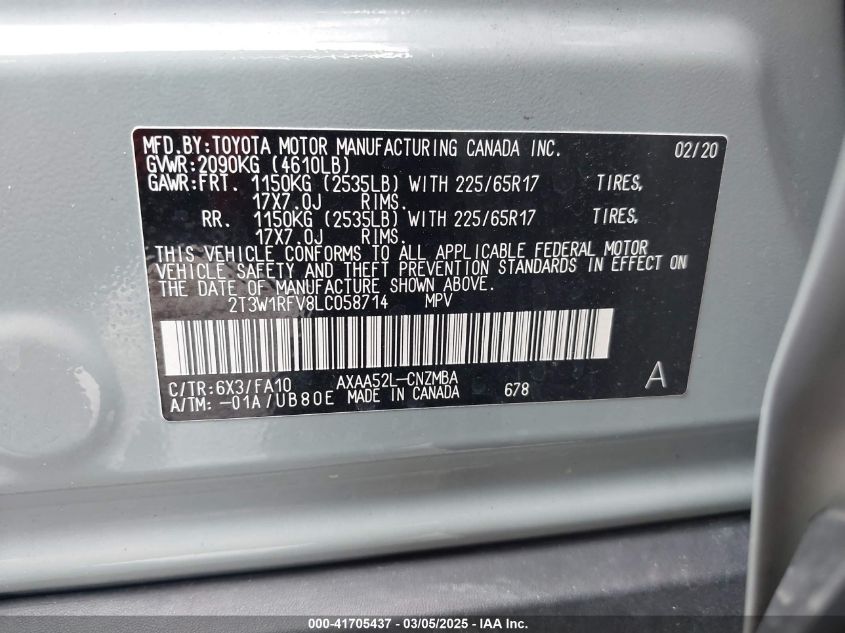 MFD.BY:TOYOTA MOTOR MANUFACTURING CANADA INC. 02/20
GVWR:2090KG (4610LB)
GAWR:FRT. 1150KG (2535LB) WITH 225/65R17 TIRES,
17X7.0J RIMS.
RR. 1150KG (2535LB) WITH 225/65R17 TIRES,
17X7.0J RIMS.
THIS VEHICLE CONFORMS TO ALL APPLICABLE FEDERAL MOTOR
VEHICLE SAFETY AND THEFT PREVENTION STANDARDS IN EFFECT ON
THE DATE OF MANUFACTURE SHOWN ABOVE.
2T3W1RFV8LC058714 MPV
C/TR:6X3/FA10 AXAA52L-CNZMBA A
A/TM:-01A/UB80E MADE IN CANADA 678
000-41705437 - 03/05/2025 - IAA Inc.